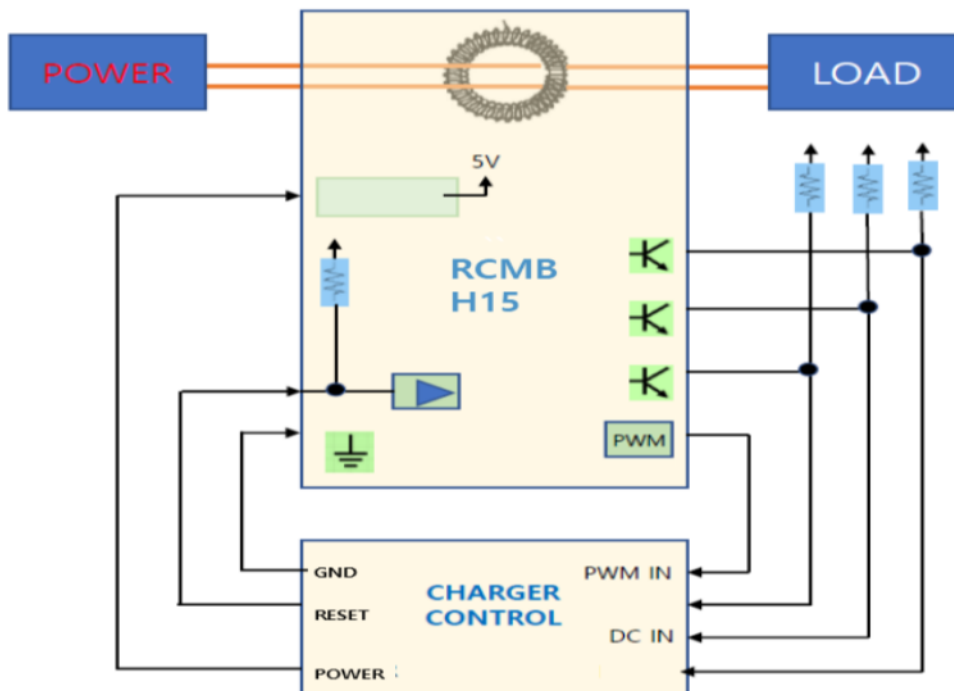 POWER
LOAD
5V
RCMB
H15
PWM
GND
PWM IN
CHARGER
RESET
CONTROL
DC IN
POWER